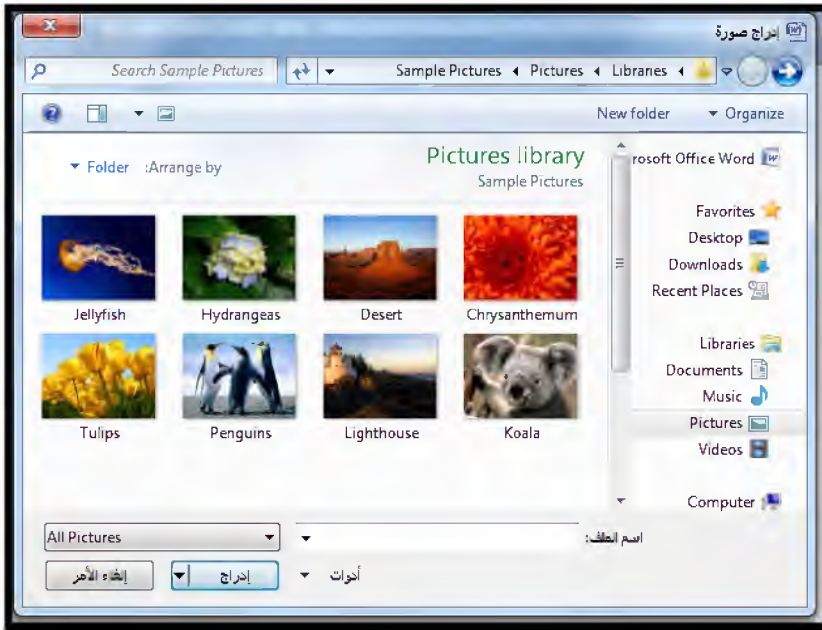 إدراج صورة
Libraries
Pictures
Sample Pictures
Search Sample Pictures
Organize
New folder
rosoft Office Word
Favorites
Desktop
Downloads
Recent Places
Libraries
Documents
Music
Pictures
Videos
Computer
Pictures library
Sample Pictures
Arrange by:
Folder
Chrysanthemum
Desert
Hydrangeas
Jellyfish
Koala
Lighthouse
Penguins
Tulips
اسم الملف:
All Pictures
أدوات
إدراج
إلغاء الأمر